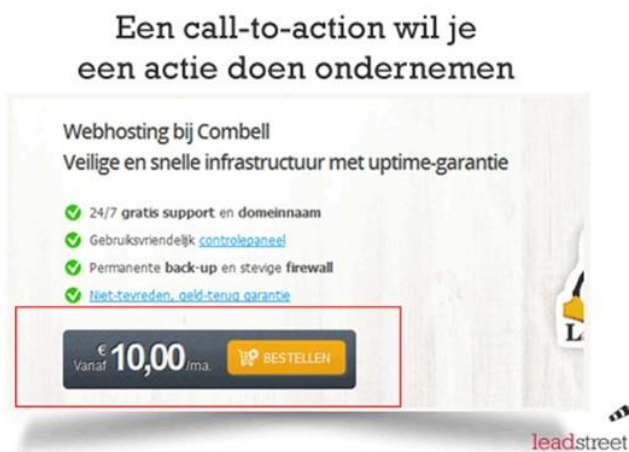 Een call-to-action wil je
een actie doen ondernemen
Webhosting bij Combell
Veilige en snelle infrastructuur met uptime-garantie
24/7 gratis support en domeinnaam
Gebruiksvriendelijk controlepaneel
Permanente back-up en stevige firewall
Niet-tevreden, geld-terug garantie
Vanaf € 10,00/ma. BESTELLEN
L
leadstreet